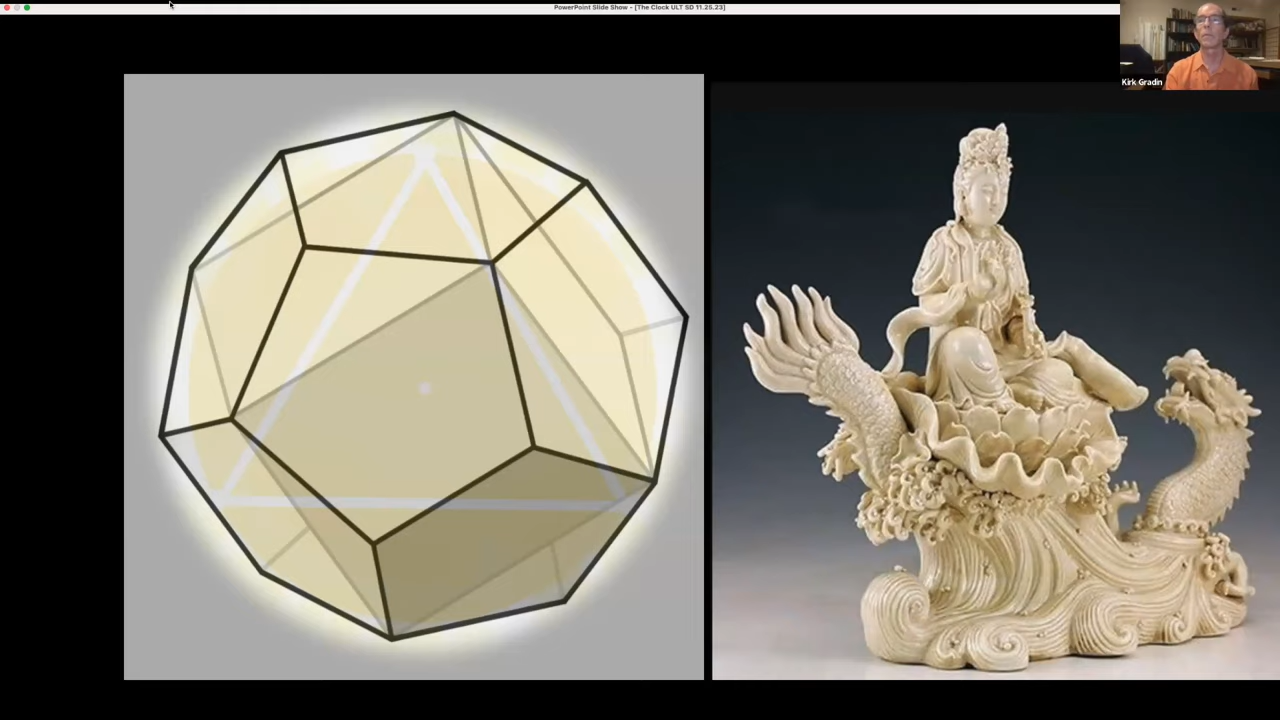 PowerPoint Slide Show - [The Clock ULT SD 11.25.23]
Kirk Gradin